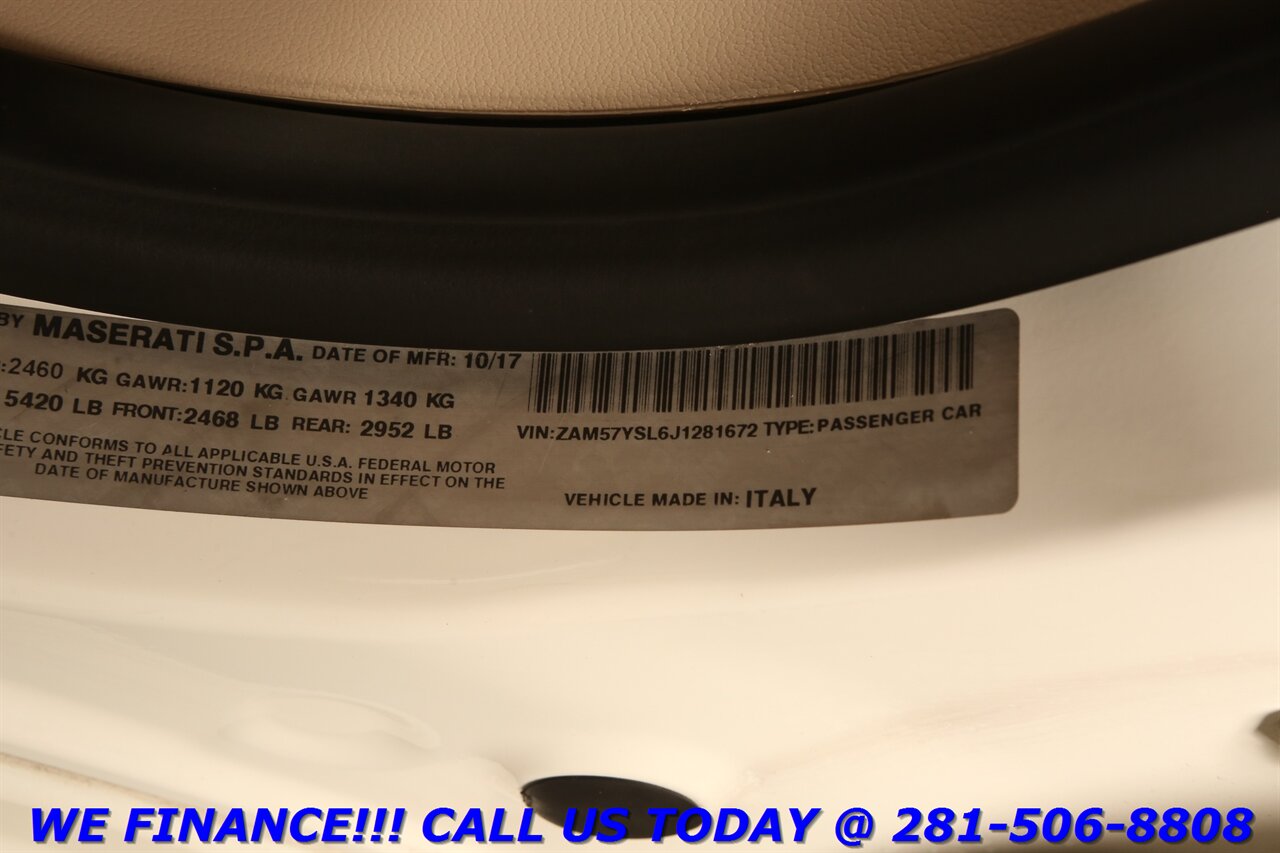 BY MASERATI S.P.A. DATE OF MFR: 10/17
:2460 KG GAWR:1120 KG GAWR 1340 KG
5420 LB FRONT:2468 LB REAR: 2952 LB
CLE CONFORMS TO ALL APPLICABLE U.S.A. FEDERAL MOTOR
FETY AND THEFT PREVENTION STANDARDS IN EFFECT ON THE
DATE OF MANUFACTURE SHOWN ABOVE
VIN:ZAM57YSL6J1281672 TYPE:PASSENGER CAR
VEHICLE MADE IN: ITALY
WE FINANCE!!! CALL US TODAY @ 281-506-8808